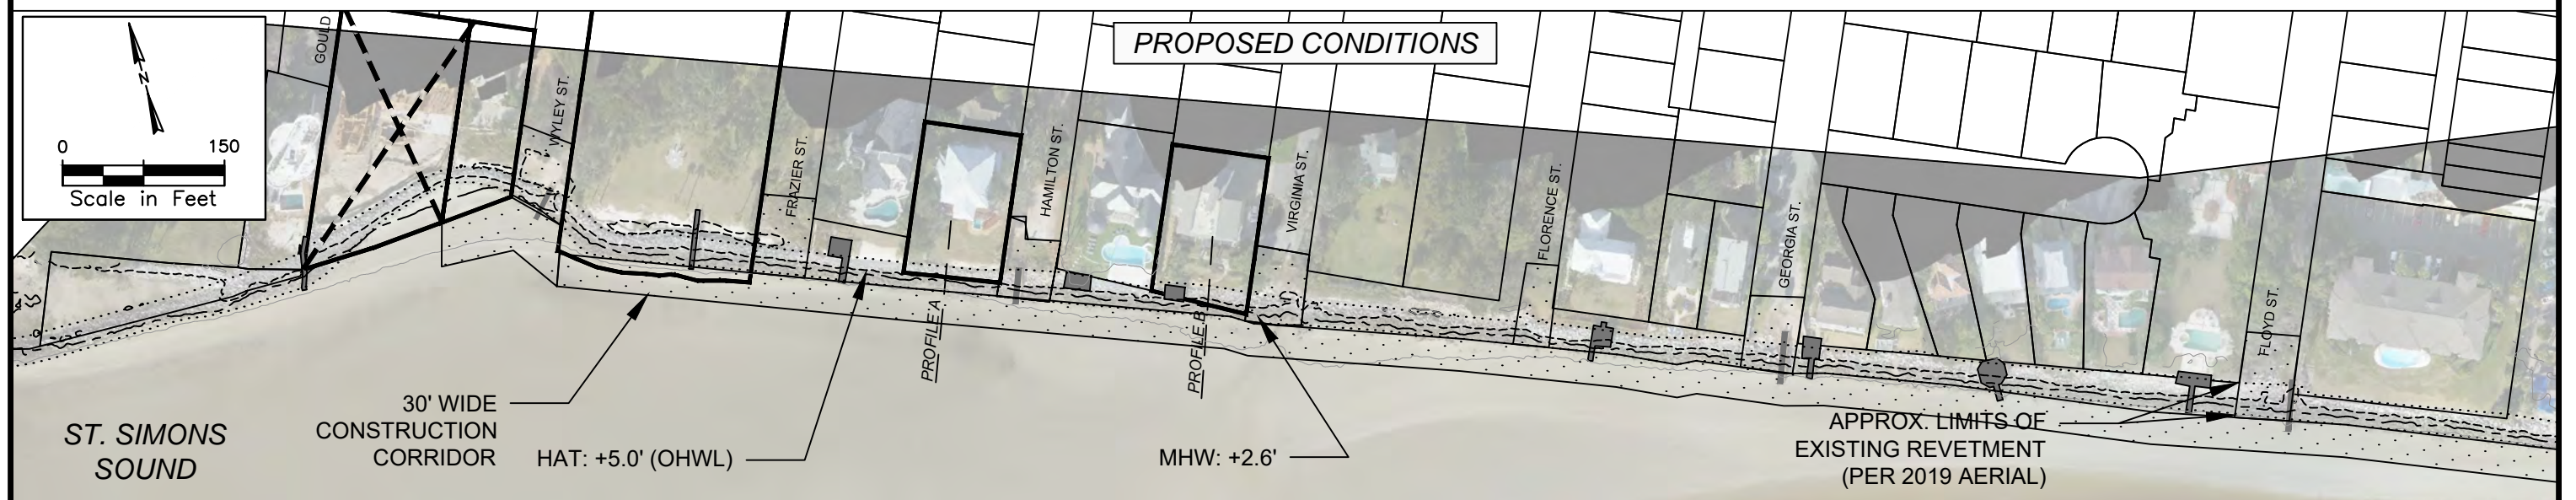 PROPOSED CONDITIONS
N
0 150
Scale in Feet
GOULD
WYLEY ST.
FRAZIER ST.
HAMILTON ST.
VIRGINIA ST.
FLORENCE ST.
GEORGIA ST.
FLOYD ST.
PROFILE A
PROFILE B
ST. SIMONS
SOUND
30' WIDE
CONSTRUCTION
CORRIDOR
HAT: +5.0' (OHWL)
MHW: +2.6'
APPROX. LIMITS OF
EXISTING REVETMENT
(PER 2019 AERIAL)